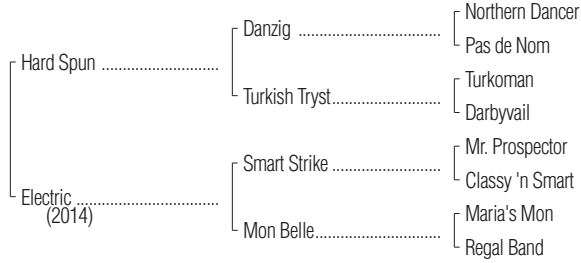 Northern Dancer
Danzig ..................................
Pas de Nom
Hard Spun ............................
Turkoman
Turkish Tryst..........................
Darbyvail
Mr. Prospector
Smart Strike ..........................
Classy 'n Smart
Electric ..................................
(2014)
Maria's Mon
Mon Belle..............................
Regal Band